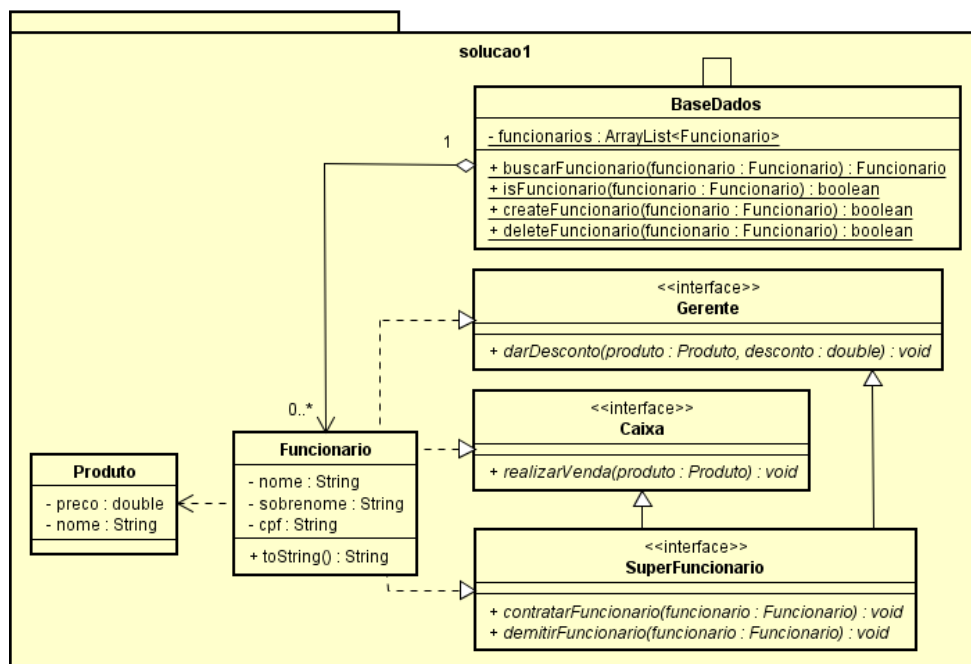 solucao1
BaseDados
- funcionarios : ArrayList<Funcionario>
+ buscarFuncionario(funcionario : Funcionario) : Funcionario
+ isFuncionario(funcionario : Funcionario) : boolean
+ createFuncionario(funcionario : Funcionario) : boolean
+ deleteFuncionario(funcionario : Funcionario) : boolean
1
0..*
<<interface>>
Gerente
+ darDesconto(produto : Produto, desconto : double) : void
<<interface>>
Caixa
+ realizarVenda(produto : Produto) : void
Produto
- preco : double
- nome : String
Funcionario
- nome : String
- sobrenome : String
- cpf : String
+ toString() : String
<<interface>>
SuperFuncionario
+ contratarFuncionario(funcionario : Funcionario) : void
+ demitirFuncionario(funcionario : Funcionario) : void